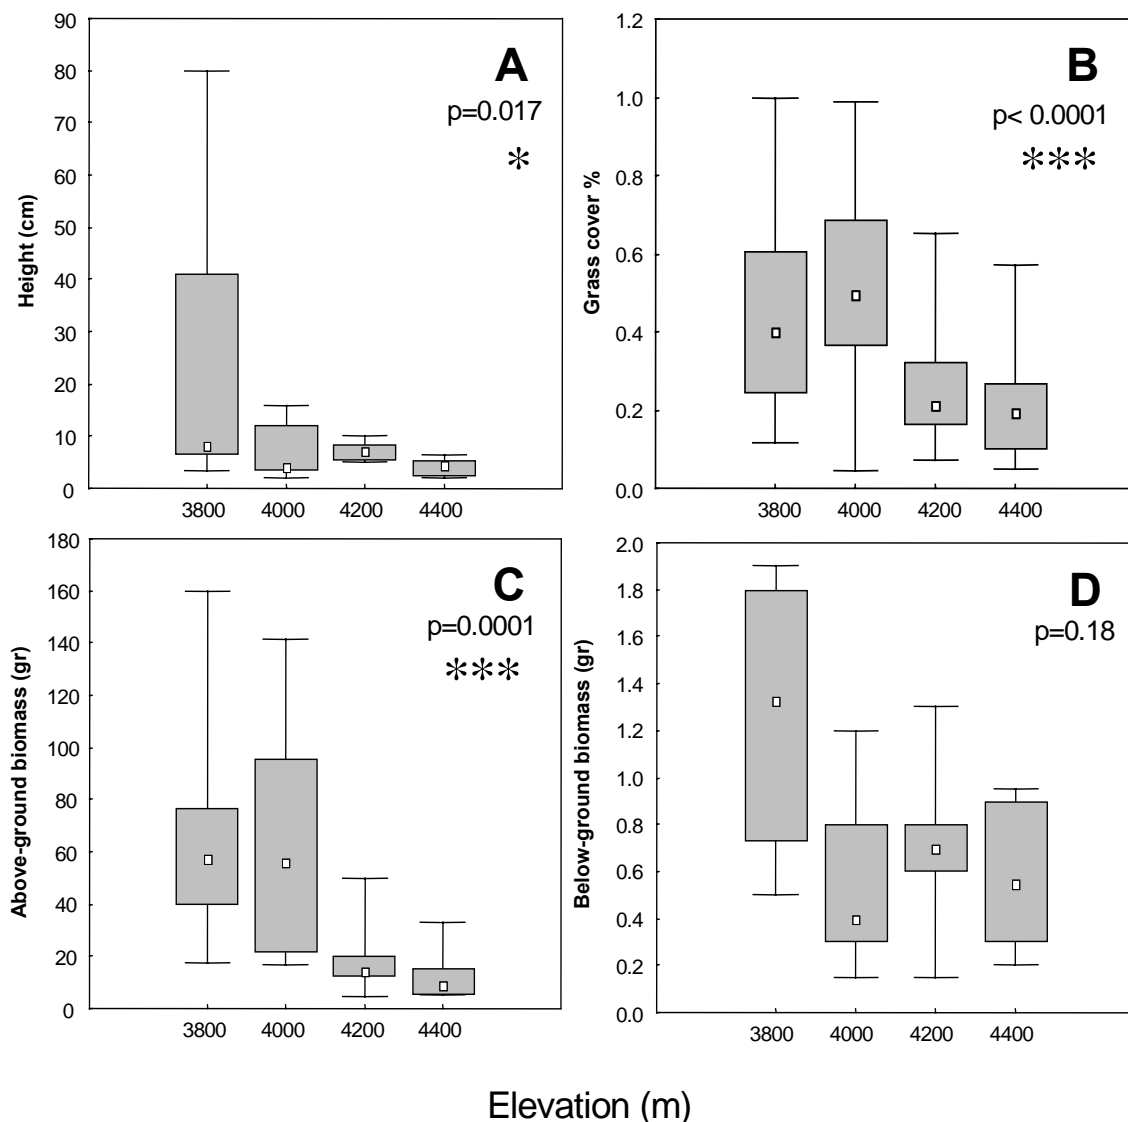 A
p=0.017
*
Height (cm)
90
80
70
60
50
40
30
20
10
0
3800 4000 4200 4400
B
p< 0.0001
***
Grass cover %
1.2
1.0
0.8
0.6
0.4
0.2
0.0
3800 4000 4200 4400
C
p=0.0001
***
Above-ground biomass (gr)
180
160
140
120
100
80
60
40
20
0
3800 4000 4200 4400
D
p=0.18
Below-ground biomass (gr)
2.0
1.8
1.6
1.4
1.2
1.0
0.8
0.6
0.4
0.2
0.0
3800 4000 4200 4400
Elevation (m)